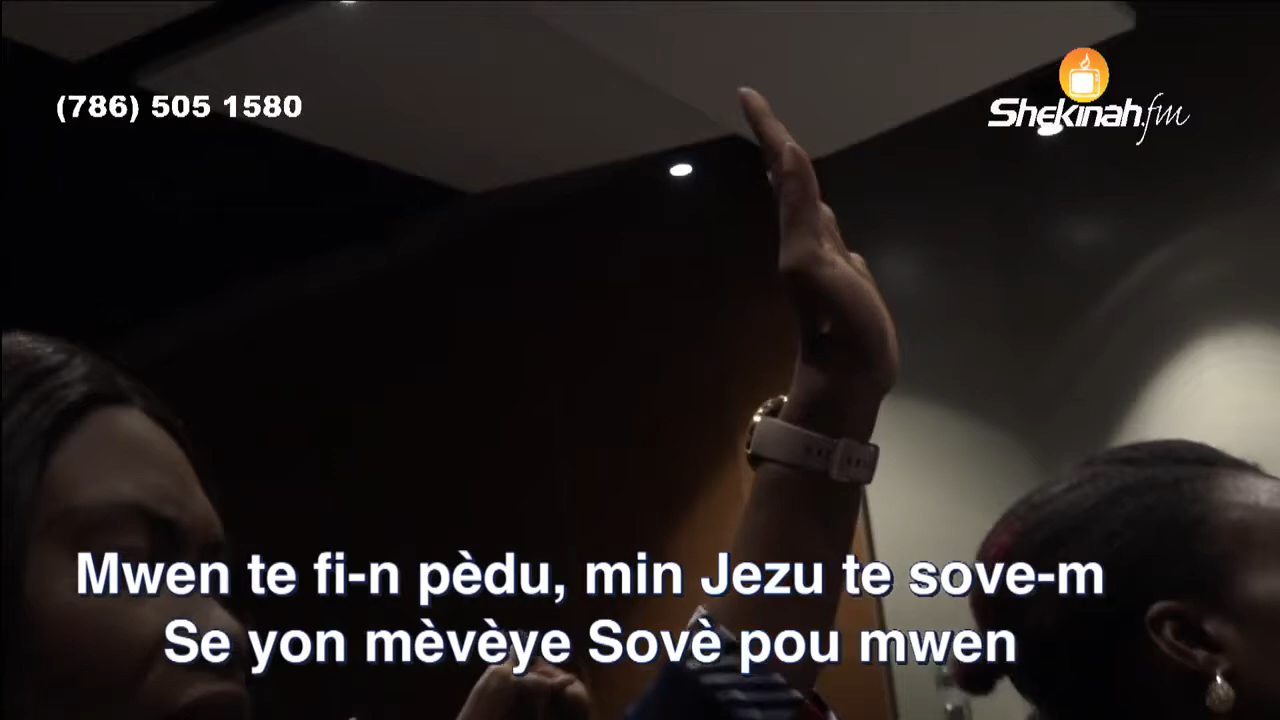 (786) 505 1580
Shekinah.fm
Mwen te fi-n pèdu, min Jezu te sove-m
Se yon mèvèye Sovè pou mwen